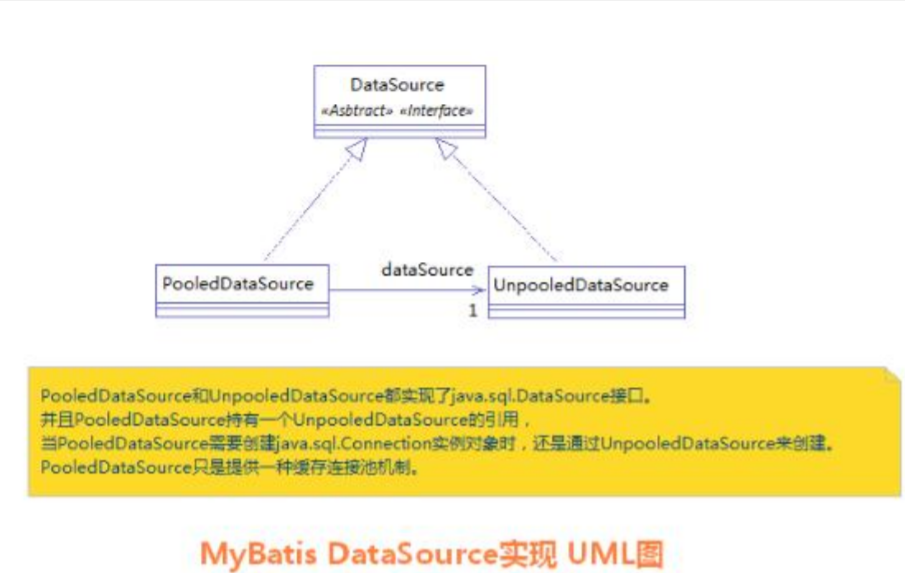 DataSource
«Asbtract» «Interface»
PooledDataSource
dataSource
1
UnpooledDataSource
PooledDataSource和UnpooledDataSource都实现了java.sql.DataSource接口。
并且PooledDataSource持有一个UnpooledDataSource的引用，
当PooledDataSource需要创建java.sql.Connection实例对象时，还是通过UnpooledDataSource来创建。
PooledDataSource只是提供一种缓存连接池机制。
MyBatis DataSource实现 UML图